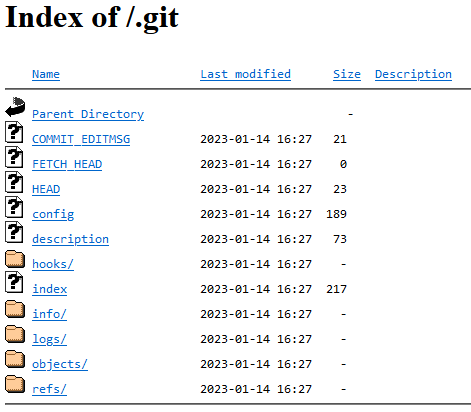 Index of /.git
Name Last modified Size Description
Parent Directory -
COMMIT_EDITMSG 2023-01-14 16:27 21
FETCH_HEAD 2023-01-14 16:27 0
HEAD 2023-01-14 16:27 23
config 2023-01-14 16:27 189
description 2023-01-14 16:27 73
hooks/ 2023-01-14 16:27 -
index 2023-01-14 16:27 217
info/ 2023-01-14 16:27 -
logs/ 2023-01-14 16:27 -
objects/ 2023-01-14 16:27 -
refs/ 2023-01-14 16:27 -